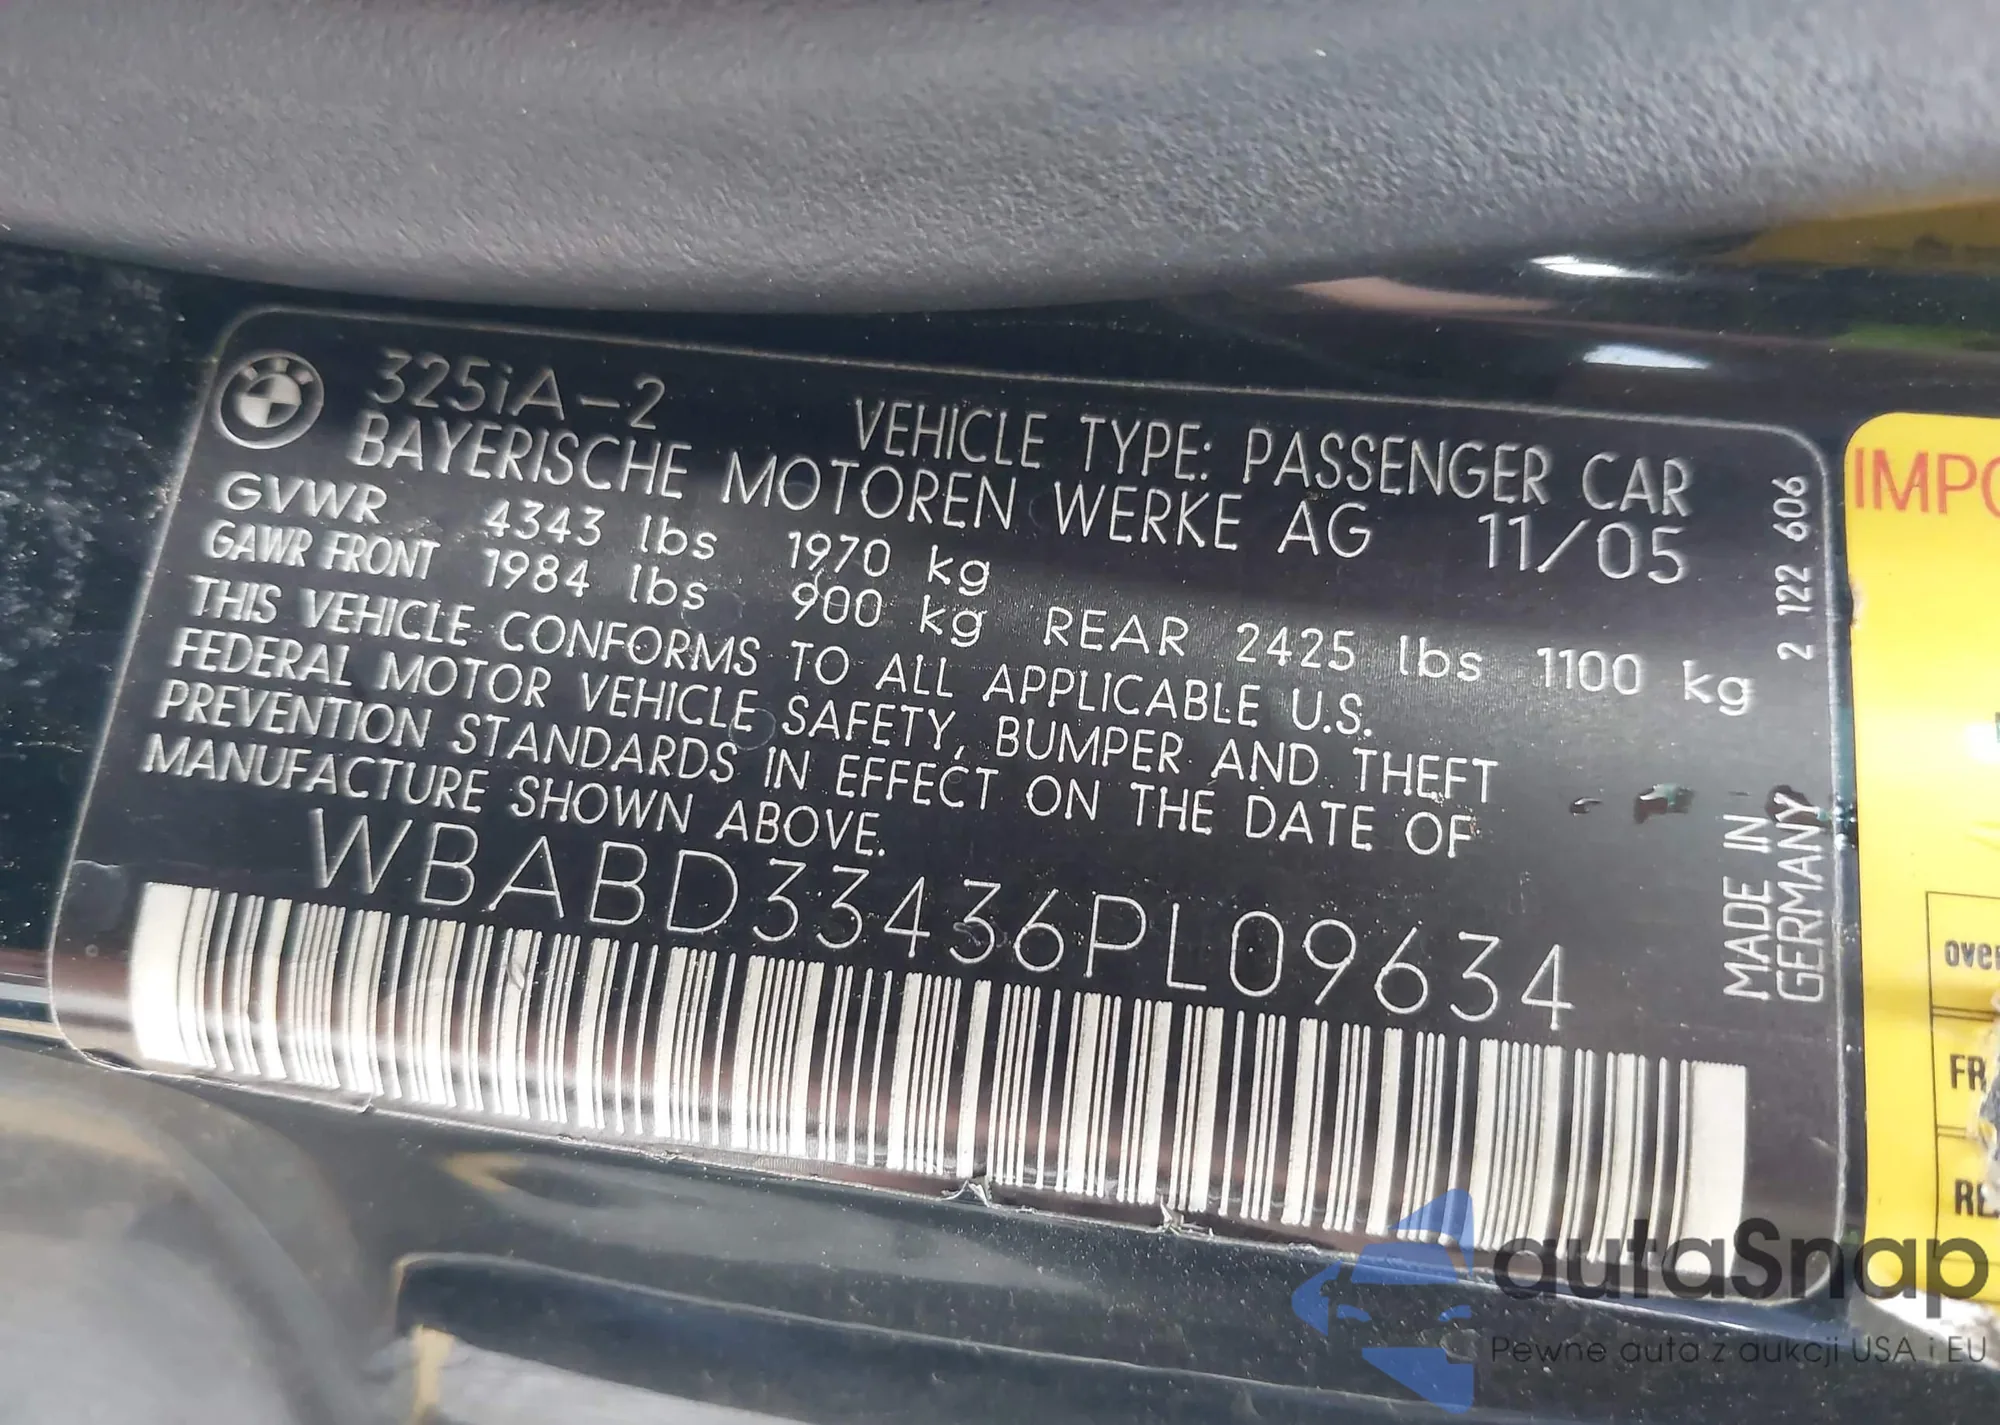 325iA-2
VEHICLE TYPE: PASSENGER CAR
BAYERISCHE MOTOREN WERKE AG 11/05
GVWR 4343 lbs 1970 kg
GAWR FRONT 1984 lbs 900 kg REAR 2425 lbs 1100 kg
THIS VEHICLE CONFORMS TO ALL APPLICABLE U.S.
FEDERAL MOTOR VEHICLE SAFETY, BUMPER AND THEFT
PREVENTION STANDARDS IN EFFECT ON THE DATE OF
MANUFACTURE SHOWN ABOVE.
WBABD33436PL09634
2 122 606
MADE IN
GERMANY
autaSnap
Pewne auta z aukcji USA i EU